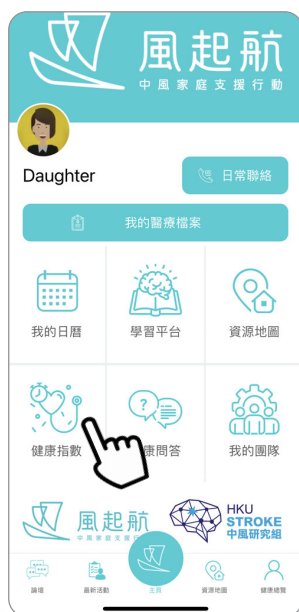 風起航
中風家庭支援行動
Daughter
日常聯絡
我的醫療檔案
我的日曆
學習平台
資源地圖
?
健康指數
康問答
我的團隊
風起航
中風家庭支援行
HKU
STROKE
中風研究組
論壇
最新活動
主頁
資源地圖
健康總覽